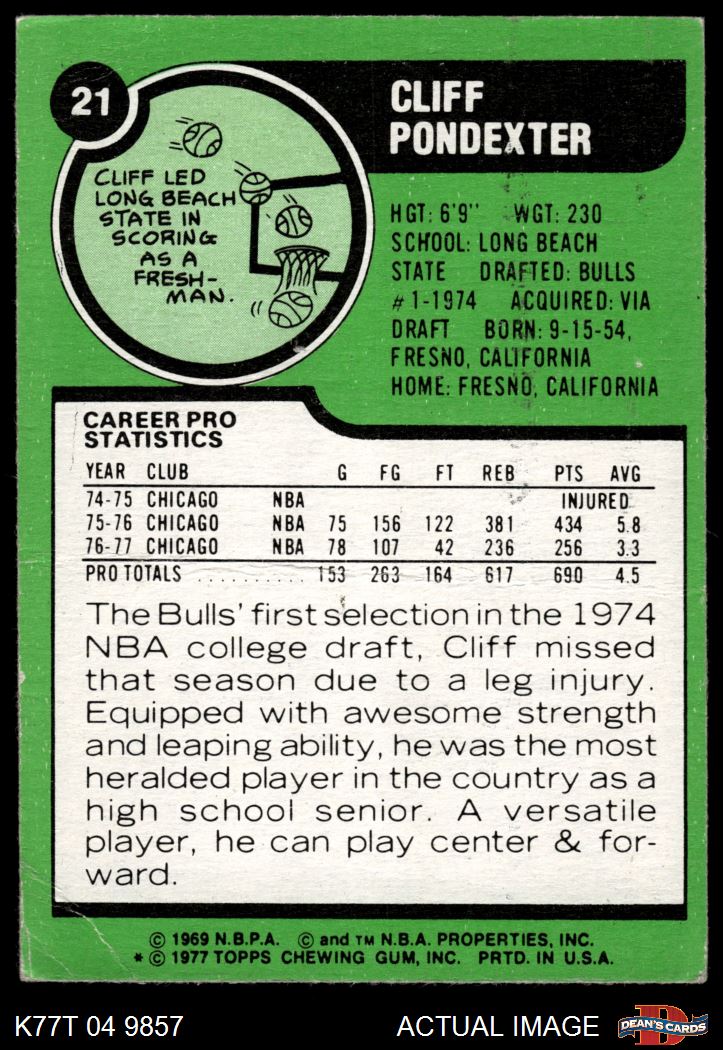 21
CLIFF
PONDEXTER
CLIFF LED
LONG BEACH
STATE IN
SCORING
AS A
FRESH-
MAN.
HGT: 6'9" WGT: 230
SCHOOL: LONG BEACH
STATE DRAFTED: BULLS
#1-1974 ACQUIRED: VIA
DRAFT BORN: 9-15-54,
FRESNO, CALIFORNIA
HOME: FRESNO, CALIFORNIA
CAREER PRO
STATISTICS
YEAR CLUB G FG FT REB PTS AVG
74-75 CHICAGO NBA INJURED
75-76 CHICAGO NBA 75 156 122 381 434 5.8
76-77 CHICAGO NBA 78 107 42 236 256 3.3
PRO TOTALS .......... 153 263 164 617 690 4.5
The Bulls' first selection in the 1974
NBA college draft, Cliff missed
that season due to a leg injury.
Equipped with awesome strength
and leaping ability, he was the most
heralded player in the country as a
high school senior. A versatile
player, he can play center & for-
ward.
© 1969 N.B.P.A. © and TM N.B.A. PROPERTIES, INC.
* © 1977 TOPPS CHEWING GUM, INC. PRTD. IN U.S.A.
K77T 04 9857
ACTUAL IMAGE
D
DEAN'S CARDS